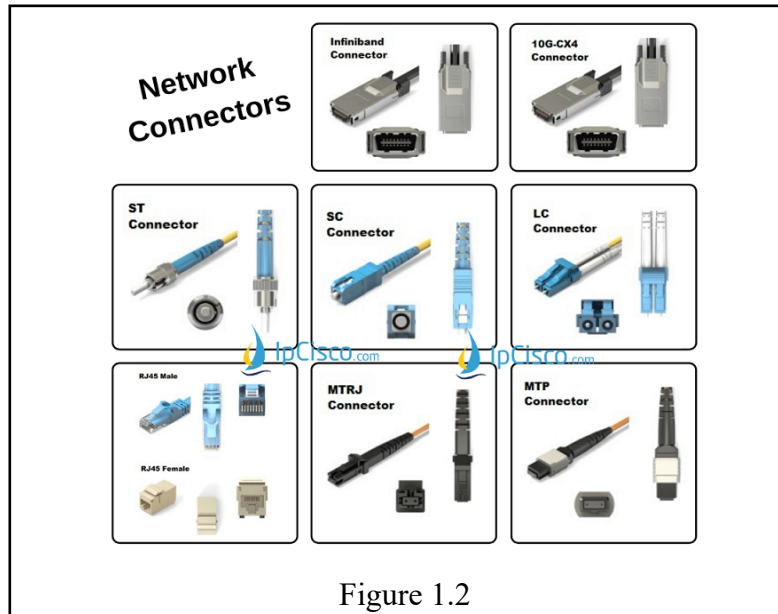 Network
Connectors
Infiniband
Connector
10G-CX4
Connector
ST
Connector
SC
Connector
LC
Connector
IpCisco.com
IpCisco.com
RJ45 Male
RJ45 Female
MTRJ
Connector
MTP
Connector
Figure 1.2